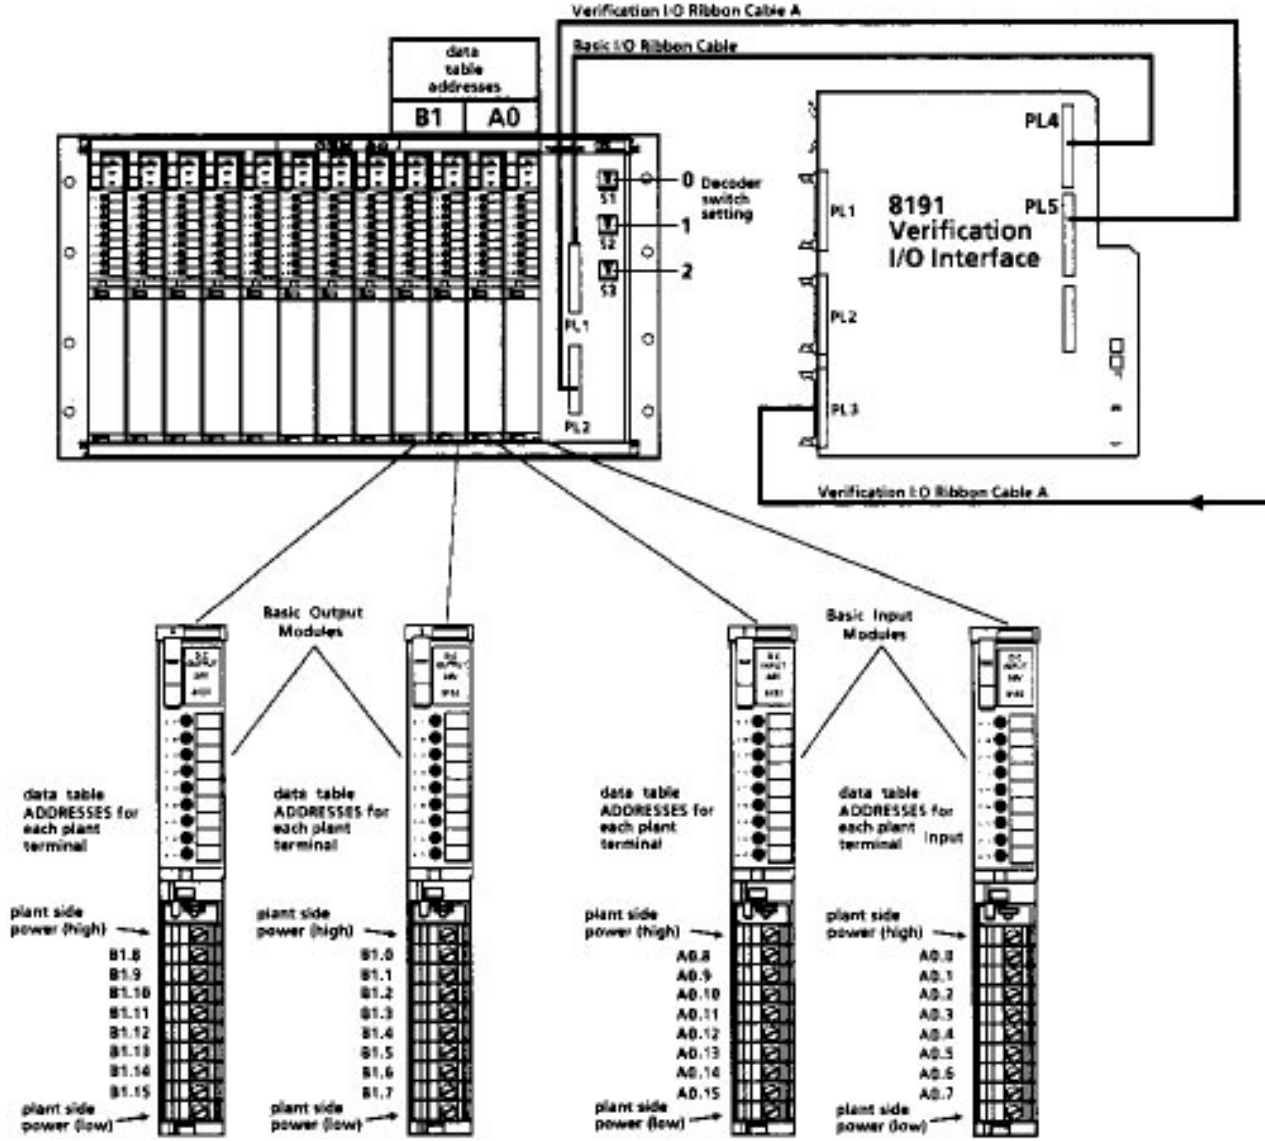 Verification I/O Ribbon Cable A
Basic I/O Ribbon Cable
data
table
addresses
B1 A0
0
S1
Decoder
switch
setting
1
S2
2
S3
PL1
PL2
PL4
PL5
PL1
8191
Verification
I/O Interface
PL2
PL3
Verification I/O Ribbon Cable A
Basic Output
Modules
Basic Input
Modules
D.C
OUTPUT
D.C
INPUT
data table
ADDRESSES for
each plant
terminal
data table
ADDRESSES for
each plant
terminal
data table
ADDRESSES for
each plant
terminal
data table
ADDRESSES for
each plant
terminal Input
plant side
power (high)
B1.8
B1.9
B1.10
B1.11
B1.12
B1.13
B1.14
B1.15
plant side
power (low)
plant side
power (high)
B1.0
B1.1
B1.2
B1.3
B1.4
B1.5
B1.6
B1.7
plant side
power (low)
plant side
power (high)
A0.8
A0.9
A0.10
A0.11
A0.12
A0.13
A0.14
A0.15
plant side
power (low)
plant side
power (high)
A0.0
A0.1
A0.2
A0.3
A0.4
A0.5
A0.6
A0.7
plant side
power (low)